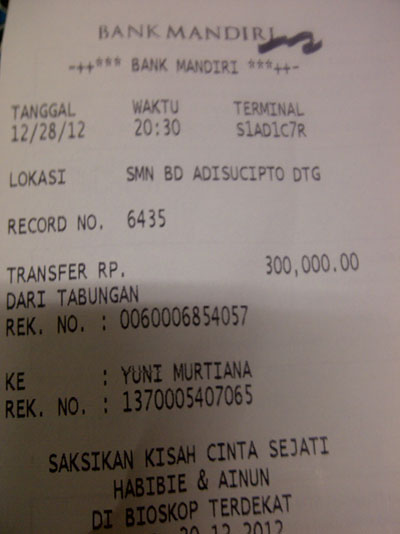 BANK MANDIRI
-++*** BANK MANDIRI ***++-
TANGGAL WAKTU TERMINAL
12/28/12 20:30 S1AD1C7R
LOKASI SMN BD ADISUCIPTO DTG
RECORD NO. 6435
TRANSFER RP. 300,000.00
DARI TABUNGAN
REK. NO. : 0060006854057
KE : YUNI MURTIANA
REK. NO. : 1370005407065
SAKSIKAN KISAH CINTA SEJATI
HABIBIE & AINUN
DI BIOSKOP TERDEKAT
20 12 2012